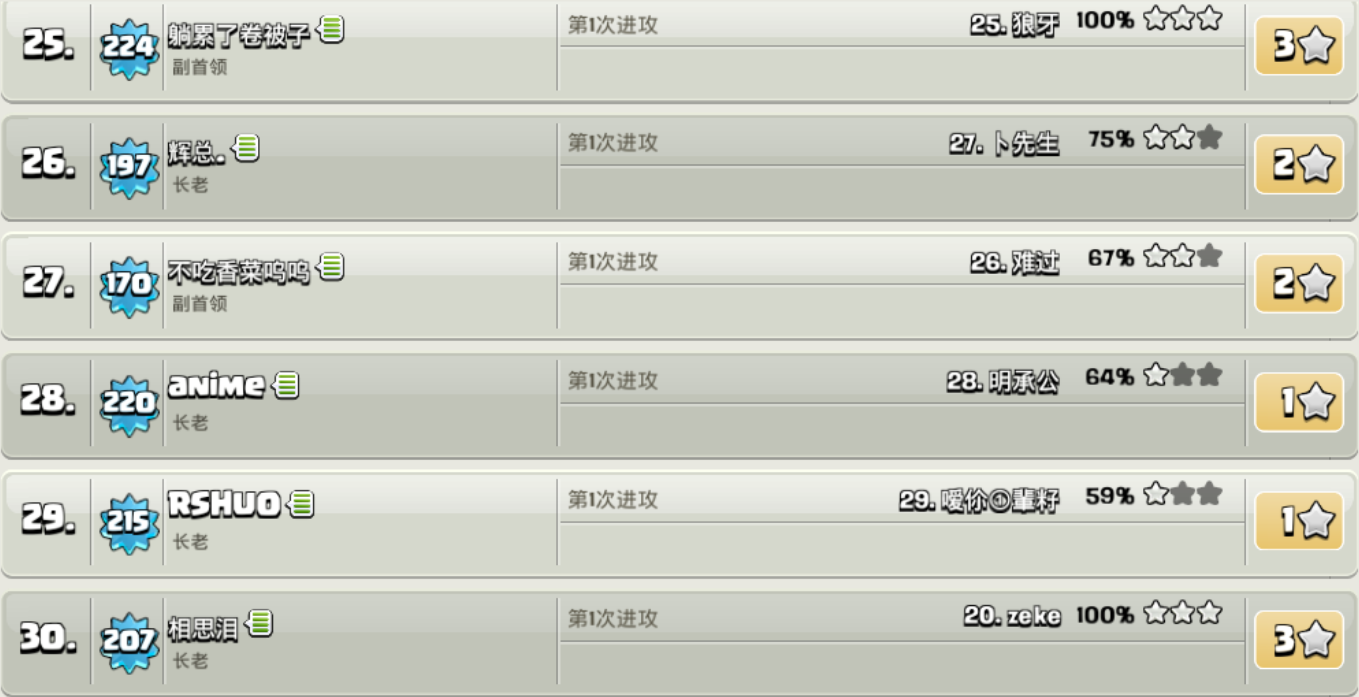 25. 224 躺累了卷被子 第1次进攻 25. 狼牙 100% 3
副首领
26. 197 辉总. 第1次进攻 27. 卜先生 75% 2
长老
27. 170 不吃香菜呜呜 第1次进攻 26. 难过 67% 2
副首领
28. 220 anime 第1次进攻 28. 明承公 64% 1
长老
29. 215 RSHUO 第1次进攻 29. 嗳伱①輩籽 59% 1
长老
30. 207 相思泪 第1次进攻 20. zeke 100% 3
长老